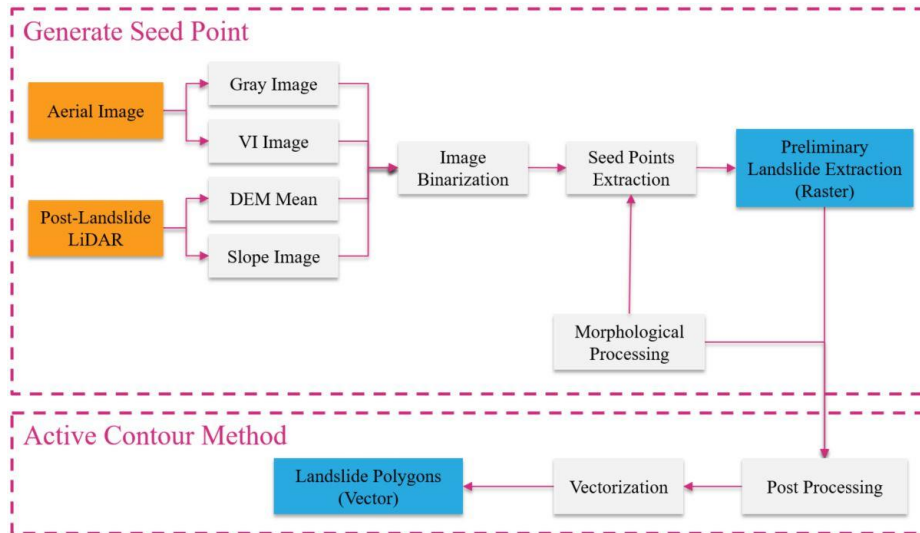 Generate Seed Point
Aerial Image
Gray Image
VI Image
Post-Landslide
LiDAR
DEM Mean
Slope Image
Image
Binarization
Seed Points
Extraction
Preliminary
Landslide Extraction
(Raster)
Morphological
Processing
Active Contour Method
Landslide Polygons
(Vector)
Vectorization
Post Processing